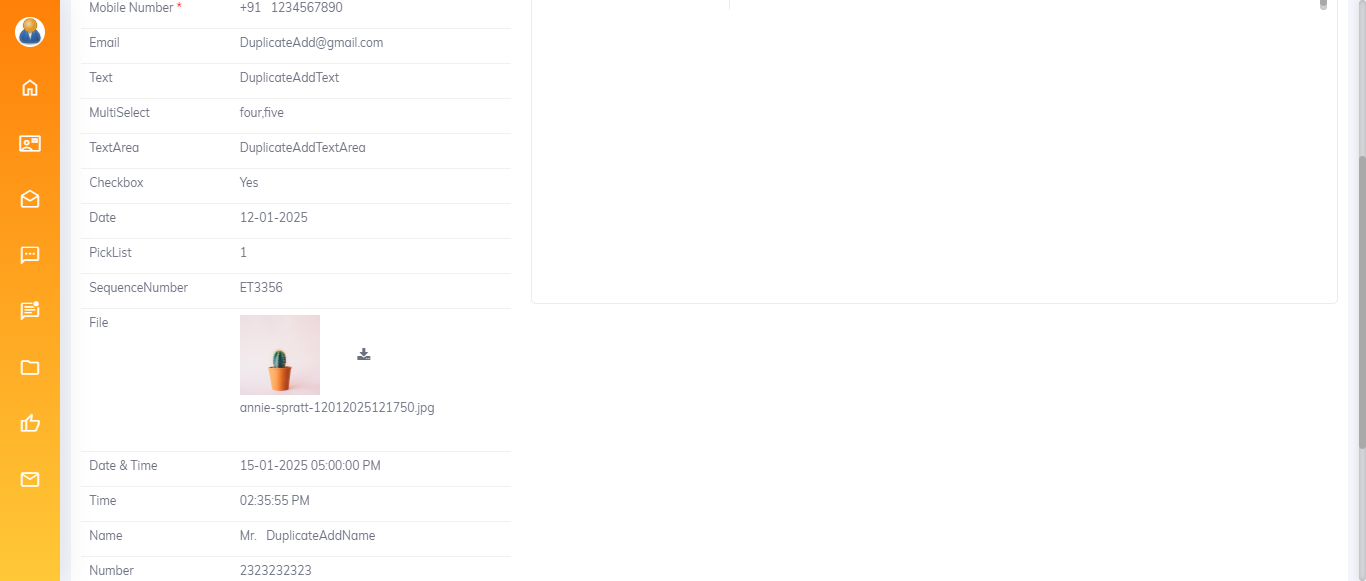 Mobile Number * +91 1234567890
Email DuplicateAdd@gmail.com
Text DuplicateAddText
MultiSelect four,five
TextArea DuplicateAddTextArea
Checkbox Yes
Date 12-01-2025
PickList 1
SequenceNumber ET3356
File
annie-spratt-12012025121750.jpg
Date & Time 15-01-2025 05:00:00 PM
Time 02:35:55 PM
Name Mr. DuplicateAddName
Number 2323232323